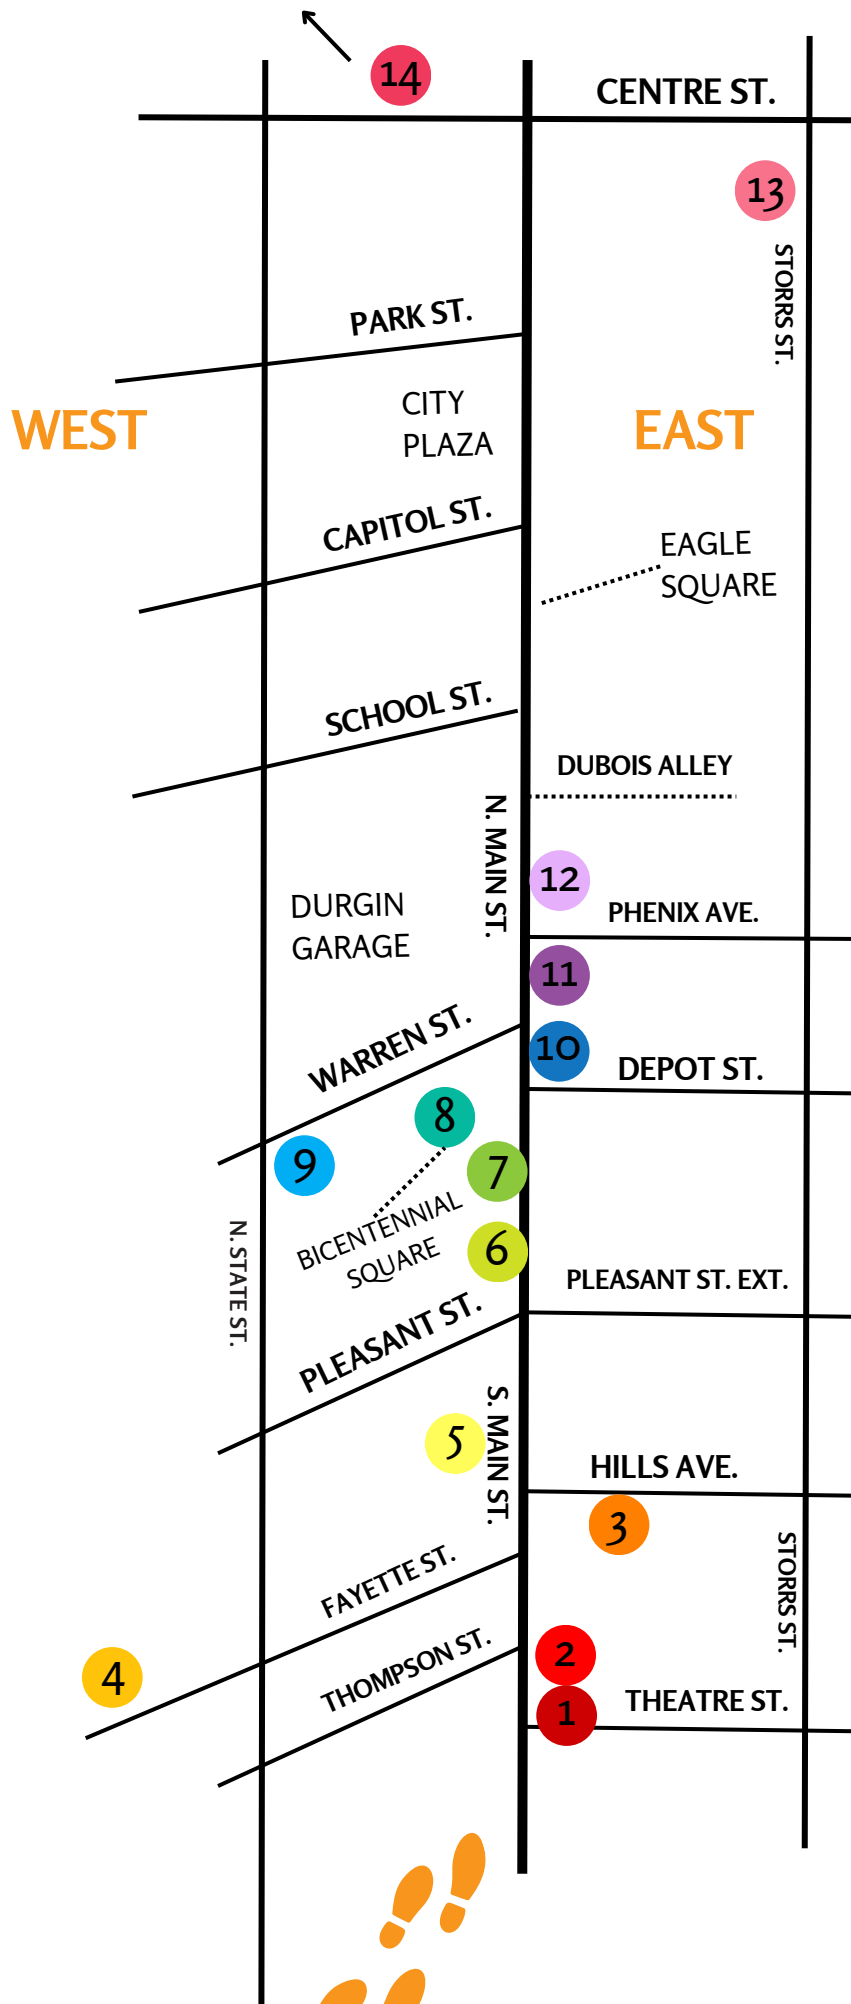 14
CENTRE ST.
13
STORRS ST.
PARK ST.
CITY
PLAZA
WEST
EAST
CAPITOL ST.
EAGLE
SQUARE
SCHOOL ST.
DUBOIS ALLEY
N. MAIN ST.
12
DURGIN
GARAGE
PHENIX AVE.
11
WARREN ST.
10
DEPOT ST.
8
9
7
BICENTENNIAL
SQUARE
6
N. STATE ST.
PLEASANT ST. EXT.
PLEASANT ST.
S. MAIN ST.
5
HILLS AVE.
3
STORRS ST.
FAYETTE ST.
4
THOMPSON ST.
2
1
THEATRE ST.